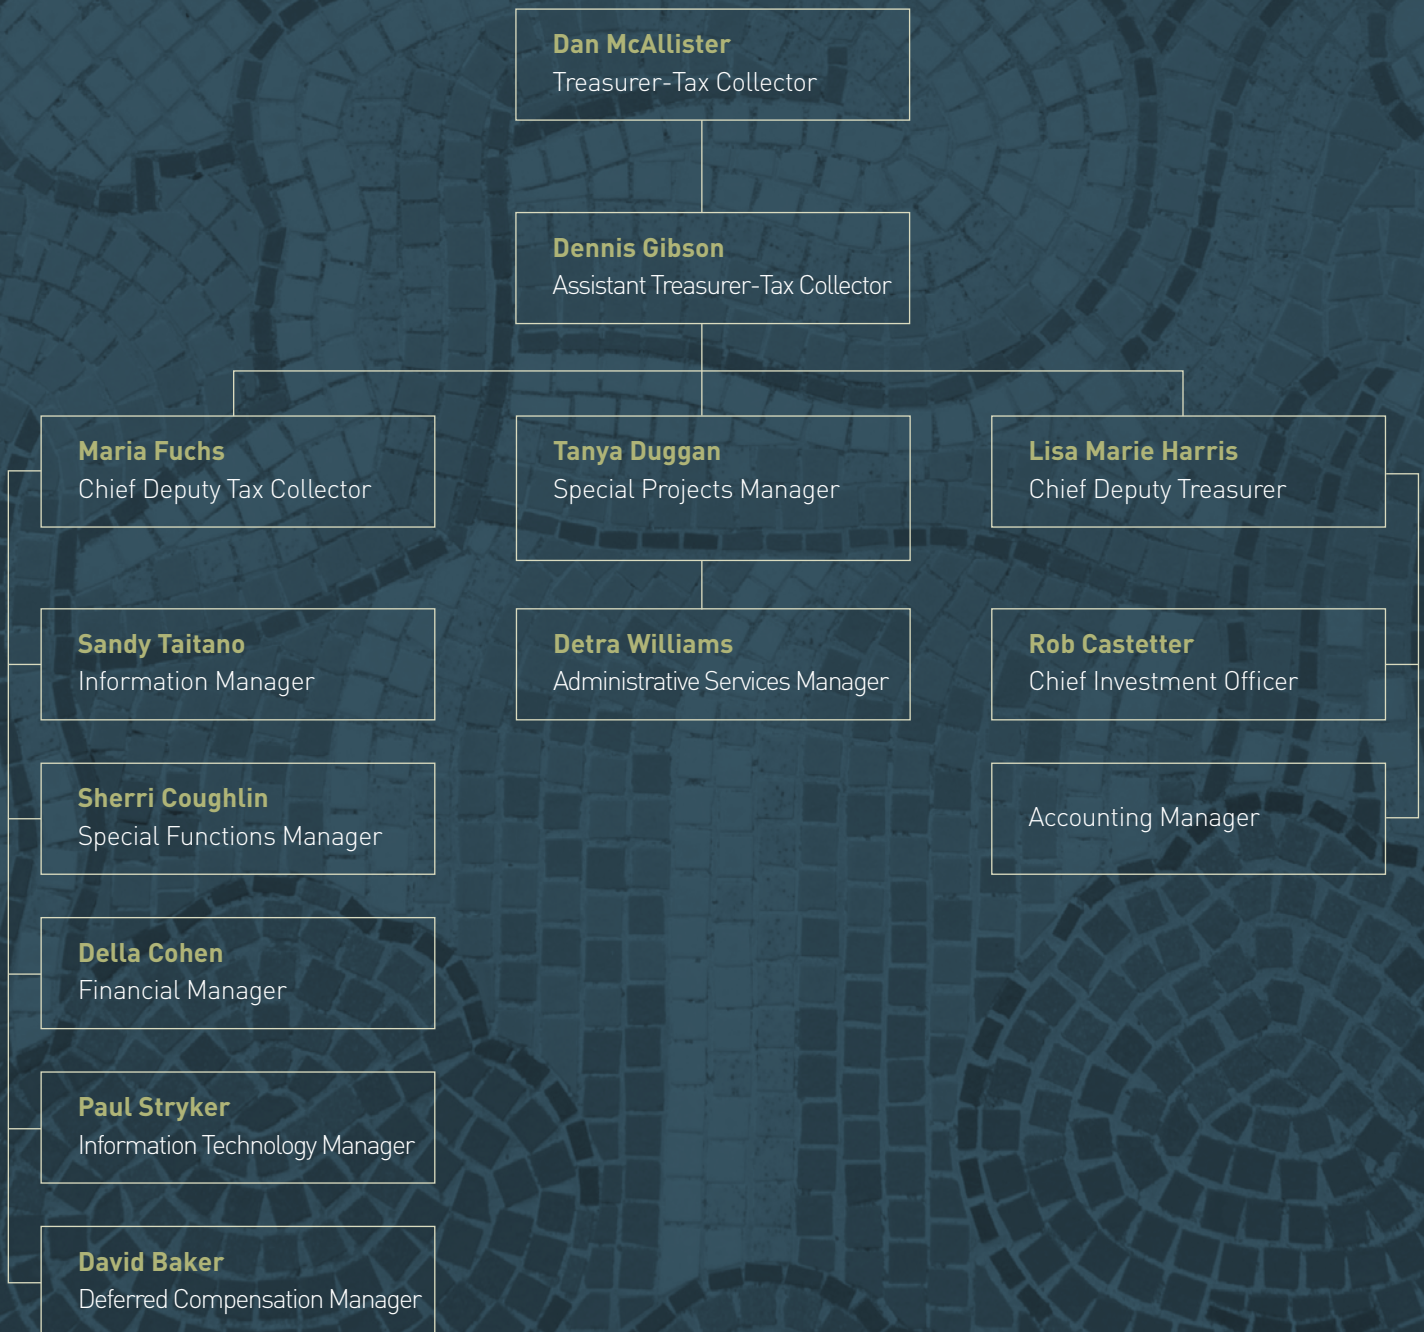 Dan McAllister
Treasurer-Tax Collector
Dennis Gibson
Assistant Treasurer-Tax Collector
Maria Fuchs
Chief Deputy Tax Collector
Tanya Duggan
Special Projects Manager
Lisa Marie Harris
Chief Deputy Treasurer
Sandy Taitano
Information Manager
Detra Williams
Administrative Services Manager
Rob Castetter
Chief Investment Officer
Sherri Coughlin
Special Functions Manager
Accounting Manager
Della Cohen
Financial Manager
Paul Stryker
Information Technology Manager
David Baker
Deferred Compensation Manager